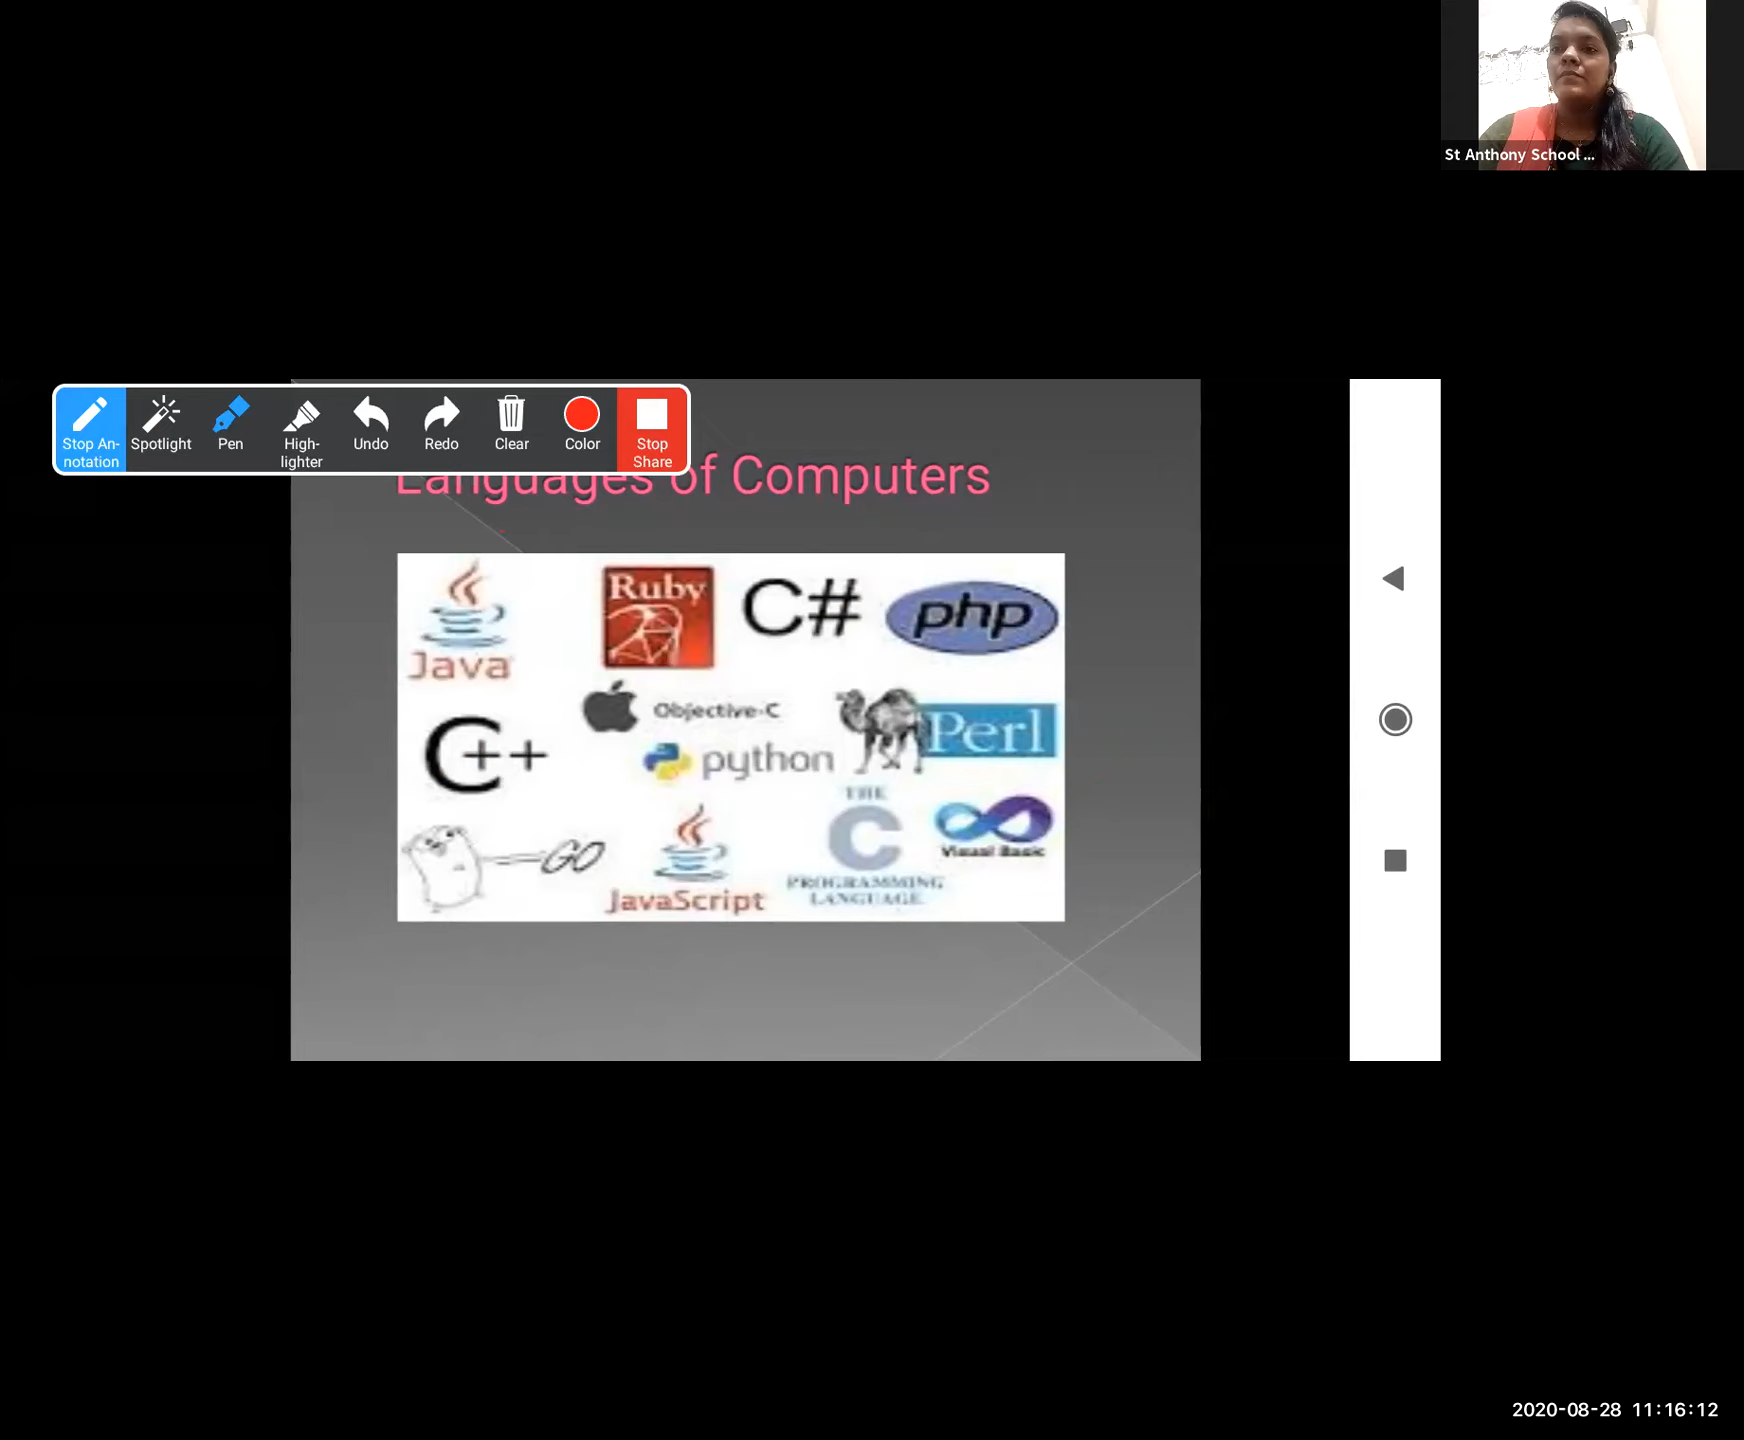 St Anthony School ...
Stop An-
notation
Spotlight
Pen
High-
lighter
Undo
Redo
Clear
Color
Stop
Share
Languages of Computers
Java
Ruby
C#
php
Objective-C
C++
python
Perl
GO
JavaScript
THE
C
PROGRAMMING
LANGUAGE
Visual Basic
2020-08-28 11:16:12